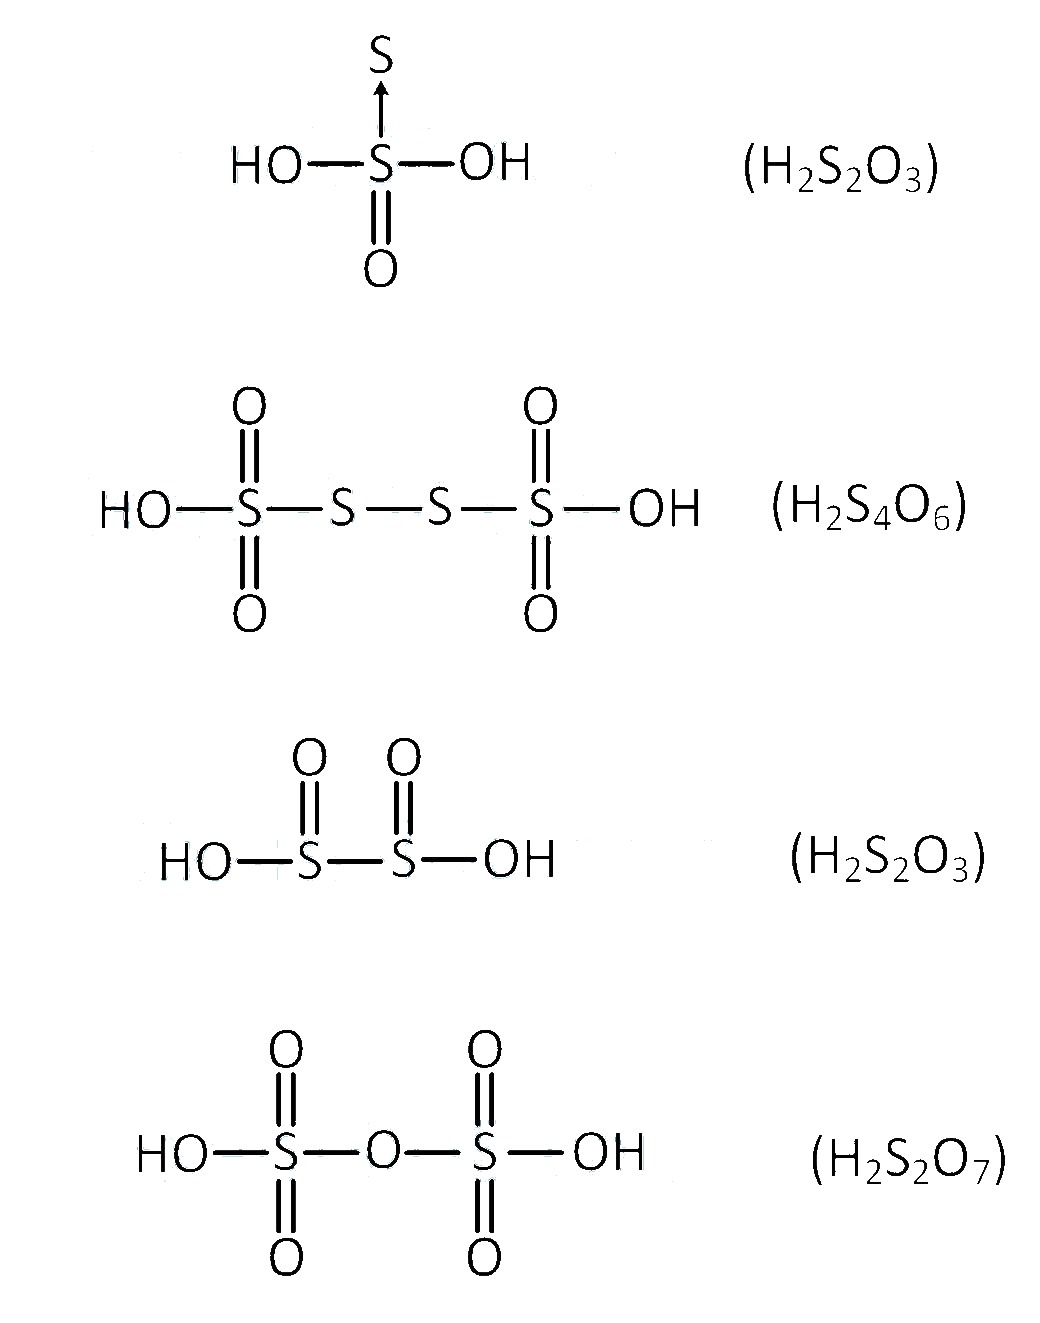 S
HO S OH (H₂S₂O₃)
O
O O
HO S S S S OH (H₂S₄O₆)
O O
O O
HO S S OH (H₂S₂O₃)
O O
HO S O S OH (H₂S₂O₇)
O O